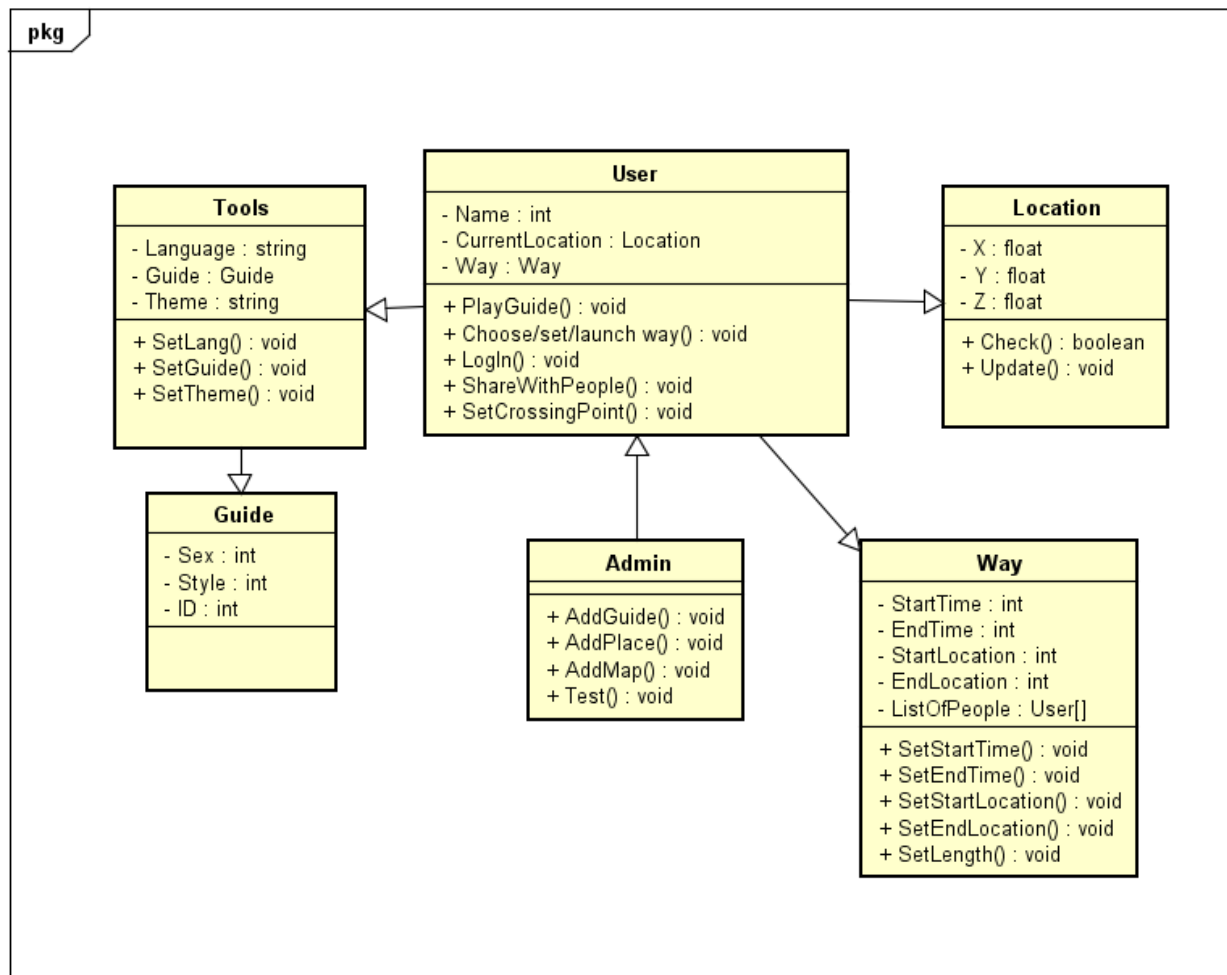 pkg
User
- Name : int
- CurrentLocation : Location
- Way : Way
+ PlayGuide() : void
+ Choose/set/launch way() : void
+ LogIn() : void
+ ShareWithPeople() : void
+ SetCrossingPoint() : void
Tools
- Language : string
- Guide : Guide
- Theme : string
+ SetLang() : void
+ SetGuide() : void
+ SetTheme() : void
Location
- X : float
- Y : float
- Z : float
+ Check() : boolean
+ Update() : void
Guide
- Sex : int
- Style : int
- ID : int
Admin
+ AddGuide() : void
+ AddPlace() : void
+ AddMap() : void
+ Test() : void
Way
- StartTime : int
- EndTime : int
- StartLocation : int
- EndLocation : int
- ListOfPeople : User[]
+ SetStartTime() : void
+ SetEndTime() : void
+ SetStartLocation() : void
+ SetEndLocation() : void
+ SetLength() : void